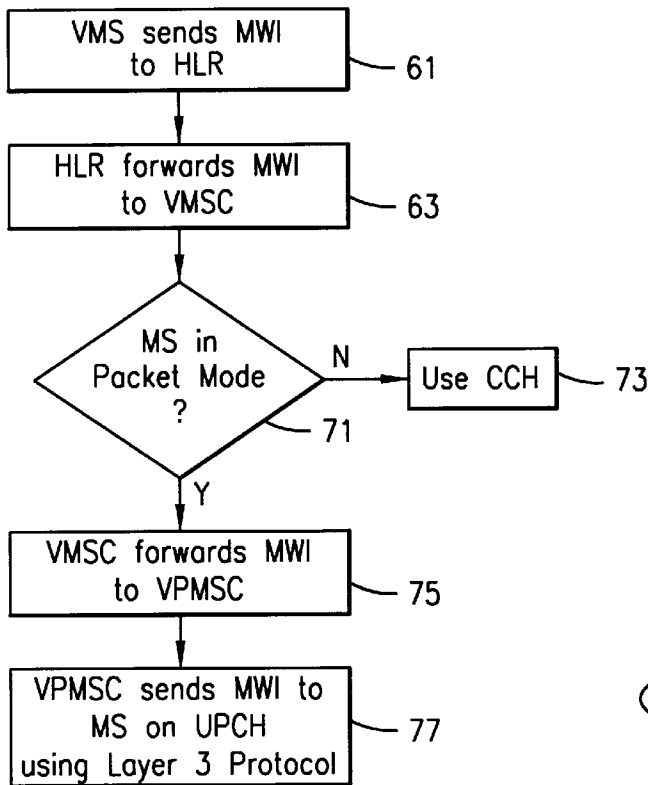 VMS sends MWI
to HLR
61
HLR forwards MWI
to VMSC
63
MS in
Packet Mode
?
71
N
Use CCH
73
Y
VMSC forwards MWI
to VPMSC
75
VPMSC sends MWI to
MS on UPCH
using Layer 3 Protocol
77